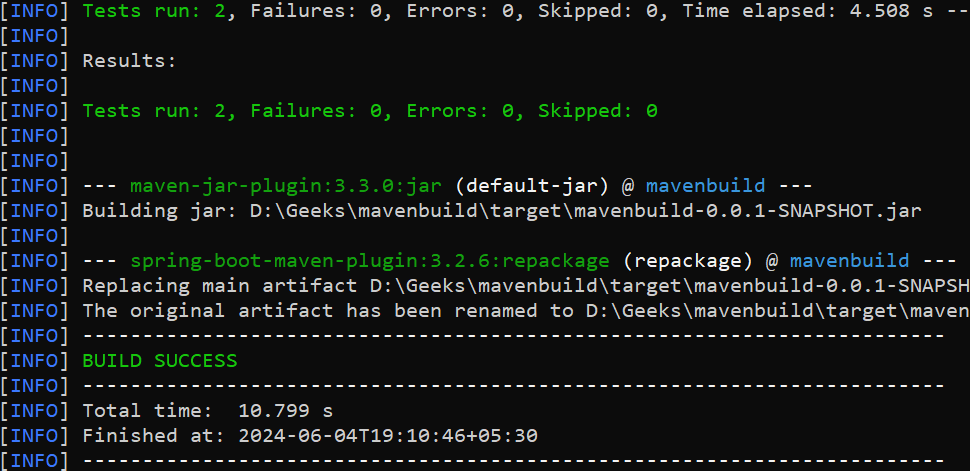 [INFO] Tests run: 2, Failures: 0, Errors: 0, Skipped: 0, Time elapsed: 4.508 s --
[INFO]
[INFO] Results:
[INFO]
[INFO] Tests run: 2, Failures: 0, Errors: 0, Skipped: 0
[INFO]
[INFO]
[INFO] --- maven-jar-plugin:3.3.0:jar (default-jar) @ mavenbuild ---
[INFO] Building jar: D:\Geeks\mavenbuild\target\mavenbuild-0.0.1-SNAPSHOT.jar
[INFO]
[INFO] --- spring-boot-maven-plugin:3.2.6:repackage (repackage) @ mavenbuild ---
[INFO] Replacing main artifact D:\Geeks\mavenbuild\target\mavenbuild-0.0.1-SNAPSH
[INFO] The original artifact has been renamed to D:\Geeks\mavenbuild\target\maven
[INFO] ------------------------------------------------------------------------
[INFO] BUILD SUCCESS
[INFO] ------------------------------------------------------------------------
[INFO] Total time:  10.799 s
[INFO] Finished at: 2024-06-04T19:10:46+05:30
[INFO] ------------------------------------------------------------------------